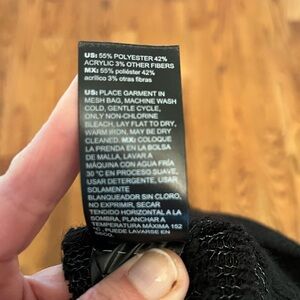 US: 55% POLYESTER 42%
ACRYLIC 3% OTHER FIBERS
MX: 55% poliéster 42%
acrílico 3% otras fibras
US: PLACE GARMENT IN
MESH BAG, MACHINE WASH
COLD, GENTLE CYCLE,
ONLY NON-CHLORINE
BLEACH, LAY FLAT TO DRY,
WARM IRON, MAY BE DRY
CLEANED. MX: COLOQUE
LA PRENDA EN LA BOLSA
DE MALLA, LAVAR A
MÁQUINA CON AGUA FRÍA
30 °C EN PROCESO SUAVE,
USAR DETERGENTE, USAR
SOLAMENTE
BLANQUEADOR SIN CLORO,
NO EXPRIMIR, SECAR
TENDIDO HORIZONTAL A LA
SOMBRA, PLANCHAR A
TEMPERATURA MÁXIMA 152
PUEDE LAVARSE EN